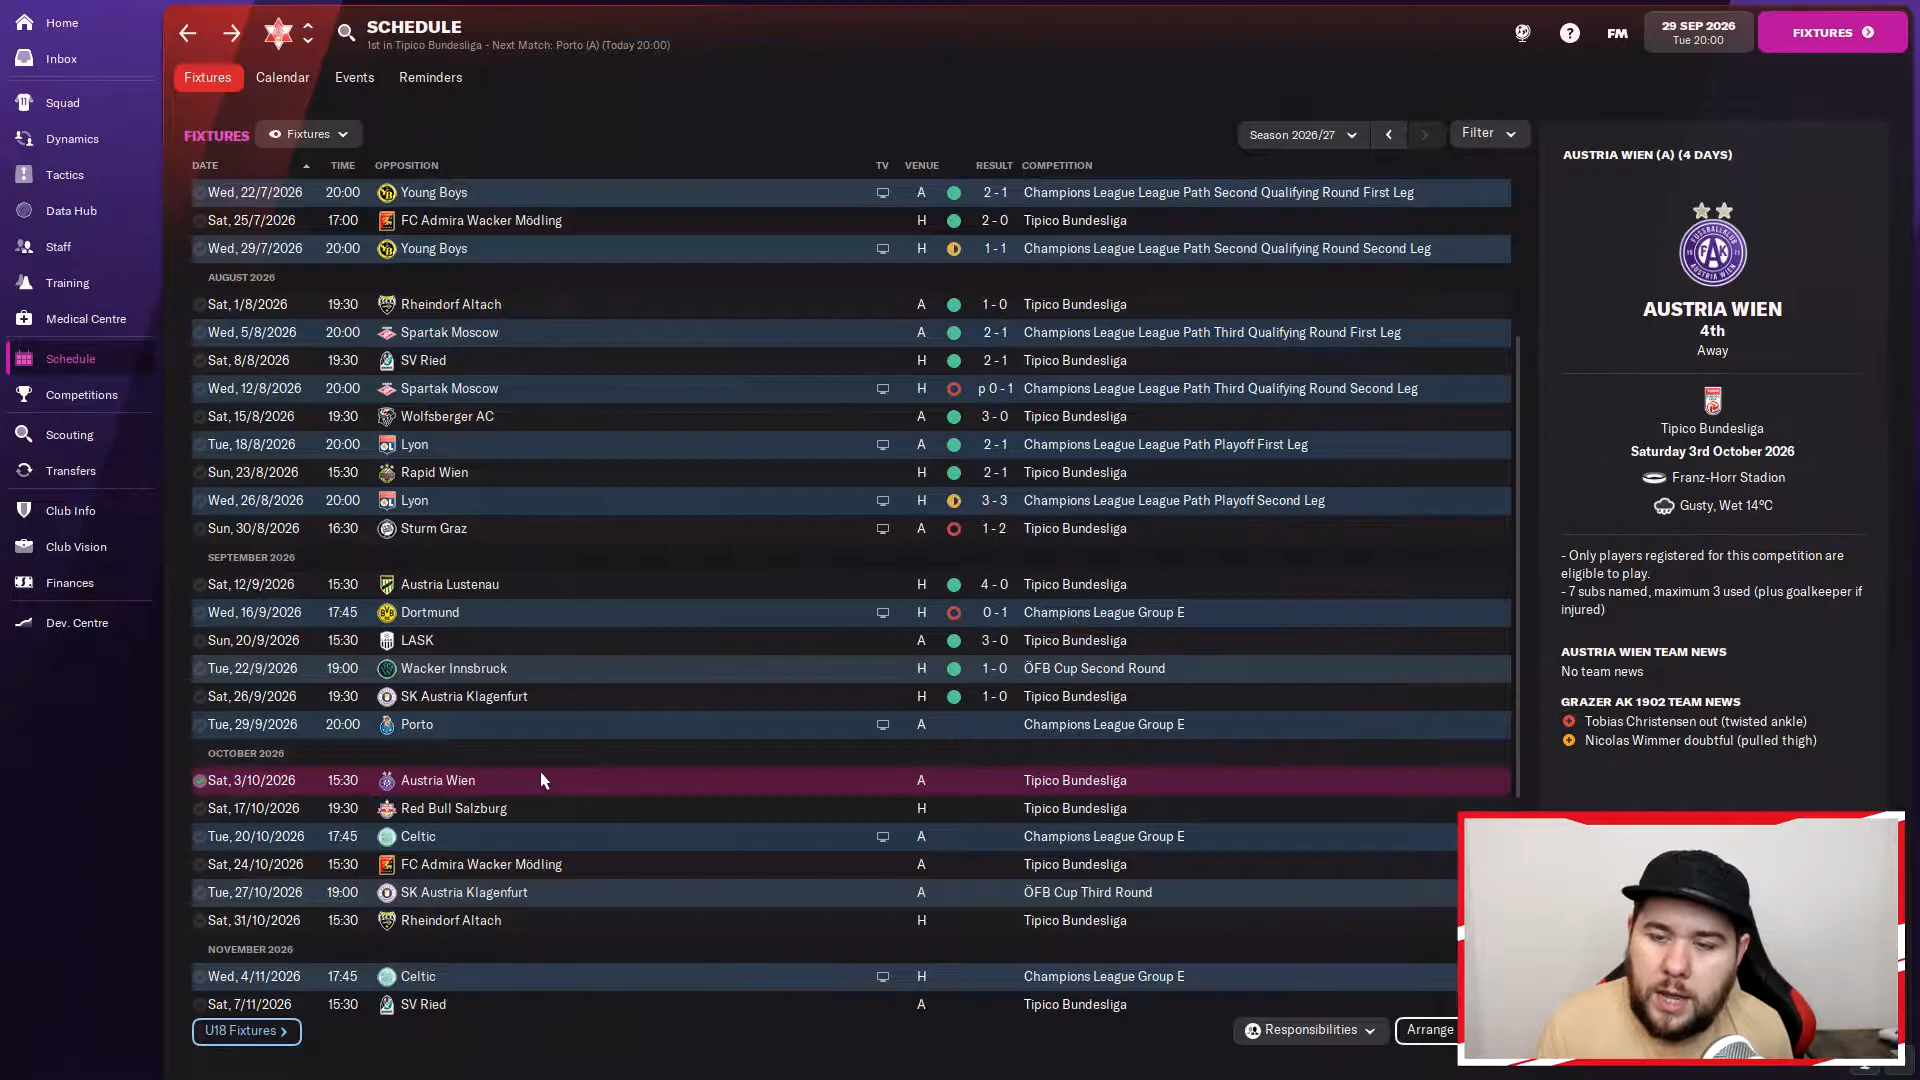 Home
Inbox
Squad
Dynamics
Tactics
Data Hub
Staff
Training
Medical Centre
Schedule
Competitions
Scouting
Transfers
Club Info
Club Vision
Finances
Dev. Centre
SCHEDULE
1st in Tipico Bundesliga - Next Match: Porto (A) (Today 20:00)
FM
29 SEP 2026
Tue 20:00
FIXTURES
Fixtures Calendar Events Reminders
FIXTURES Fixtures Season 2026/27 Filter
DATE TIME OPPOSITION TV VENUE RESULT COMPETITION
Wed, 22/7/2026 20:00 Young Boys A 2 - 1 Champions League League Path Second Qualifying Round First Leg
Sat, 25/7/2026 17:00 FC Admira Wacker Mödling H 2 - 0 Tipico Bundesliga
Wed, 29/7/2026 20:00 Young Boys H 1 - 1 Champions League League Path Second Qualifying Round Second Leg
AUGUST 2026
Sat, 1/8/2026 19:30 Rheindorf Altach A 1 - 0 Tipico Bundesliga
Wed, 5/8/2026 20:00 Spartak Moscow A 2 - 1 Champions League League Path Third Qualifying Round First Leg
Sat, 8/8/2026 19:30 SV Ried H 2 - 1 Tipico Bundesliga
Wed, 12/8/2026 20:00 Spartak Moscow H p 0 - 1 Champions League League Path Third Qualifying Round Second Leg
Sat, 15/8/2026 19:30 Wolfsberger AC A 3 - 0 Tipico Bundesliga
Tue, 18/8/2026 20:00 Lyon A 2 - 1 Champions League League Path Playoff First Leg
Sun, 23/8/2026 15:30 Rapid Wien H 2 - 1 Tipico Bundesliga
Wed, 26/8/2026 20:00 Lyon H 3 - 3 Champions League League Path Playoff Second Leg
Sun, 30/8/2026 16:30 Sturm Graz A 1 - 2 Tipico Bundesliga
SEPTEMBER 2026
Sat, 12/9/2026 15:30 Austria Lustenau H 4 - 0 Tipico Bundesliga
Wed, 16/9/2026 17:45 Dortmund H 0 - 1 Champions League Group E
Sun, 20/9/2026 15:30 LASK A 3 - 0 Tipico Bundesliga
Tue, 22/9/2026 19:00 Wacker Innsbruck H 1 - 0 ÖFB Cup Second Round
Sat, 26/9/2026 19:30 SK Austria Klagenfurt H 1 - 0 Tipico Bundesliga
Tue, 29/9/2026 20:00 Porto A Champions League Group E
OCTOBER 2026
Sat, 3/10/2026 15:30 Austria Wien A Tipico Bundesliga
Sat, 17/10/2026 19:30 Red Bull Salzburg H Tipico Bundesliga
Tue, 20/10/2026 17:45 Celtic A Champions League Group E
Sat, 24/10/2026 15:30 FC Admira Wacker Mödling A Tipico Bundesliga
Tue, 27/10/2026 19:00 SK Austria Klagenfurt A ÖFB Cup Third Round
Sat, 31/10/2026 15:30 Rheindorf Altach H Tipico Bundesliga
NOVEMBER 2026
Wed, 4/11/2026 17:45 Celtic H Champions League Group E
Sat, 7/11/2026 15:30 SV Ried A Tipico Bundesliga
U18 Fixtures Responsibilities Arrange
AUSTRIA WIEN (A) (4 DAYS)
AUSTRIA WIEN
4th
Away
Tipico Bundesliga
Saturday 3rd October 2026
Franz-Horr Stadion
Gusty, Wet 14°C
- Only players registered for this competition are
eligible to play.
- 7 subs named, maximum 3 used (plus goalkeeper if
injured)
AUSTRIA WIEN TEAM NEWS
No team news
GRAZER AK 1902 TEAM NEWS
Tobias Christensen out (twisted ankle)
Nicolas Wimmer doubtful (pulled thigh)